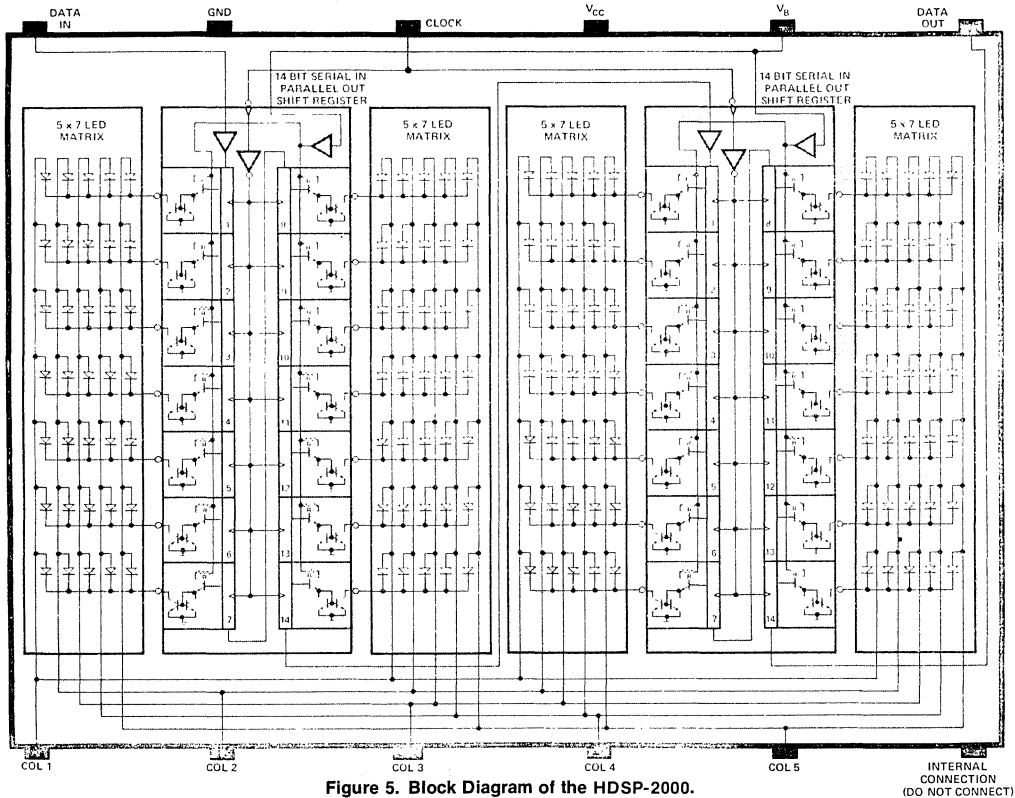 DATA IN
GND
CLOCK
VCC
VB
DATA OUT
14 BIT SERIAL IN
PARALLEL OUT
SHIFT REGISTER
14 BIT SERIAL IN
PARALLEL OUT
SHIFT REGISTER
5 x 7 LED
MATRIX
5 x 7 LED
MATRIX
5 x 7 LED
MATRIX
5 x 7 LED
MATRIX
1
2
3
4
5
6
7
9
10
11
12
13
14
1
2
3
4
5
6
7
8
9
10
11
12
13
14
COL 1
COL 2
COL 3
COL 4
COL 5
INTERNAL
CONNECTION
(DO NOT CONNECT)
Figure 5. Block Diagram of the HDSP-2000.